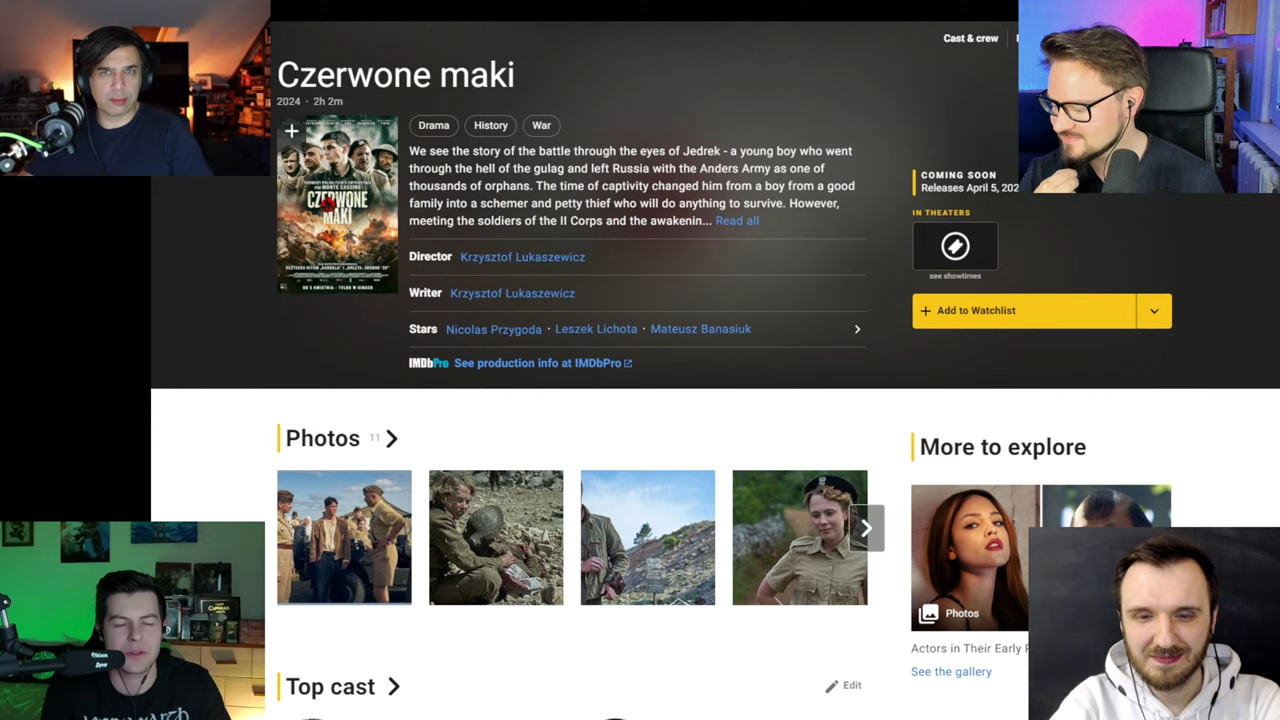 Cast & crew
Czerwone maki
2024 · 2h 2m
Drama
History
War
We see the story of the battle through the eyes of Jedrek - a young boy who went
through the hell of the gulag and left Russia with the Anders Army as one of
thousands of orphans. The time of captivity changed him from a boy from a good
family into a schemer and petty thief who will do anything to survive. However,
meeting the soldiers of the II Corps and the awakenin... Read all
CZERWONE
MAKI
Director Krzysztof Lukaszewicz
Writer Krzysztof Lukaszewicz
Stars Nicolas Przygoda · Leszek Lichota · Mateusz Banasiuk
IMDbPro See production info at IMDbPro
COMING SOON
Releases April 5, 202
IN THEATERS
see showtimes
+ Add to Watchlist
Photos 11
More to explore
Photos
Actors in Their Early
See the gallery
Top cast
Edit
CUPHEAD